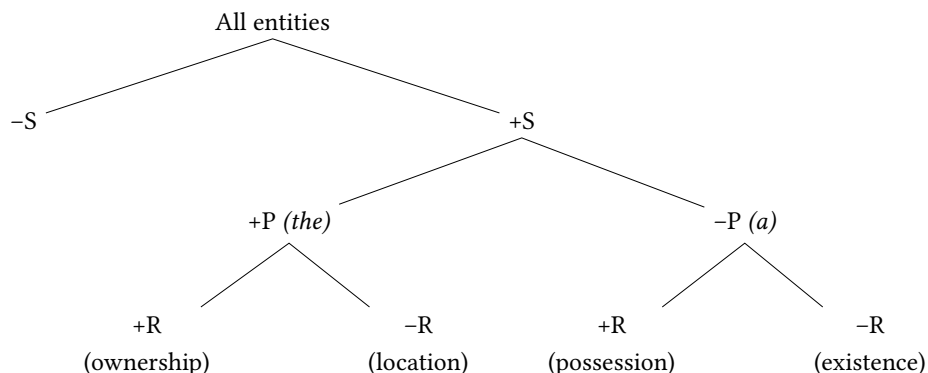 All entities
–S +S
+P (the) –P (a)
+R –R +R –R
(ownership) (location) (possession) (existence)